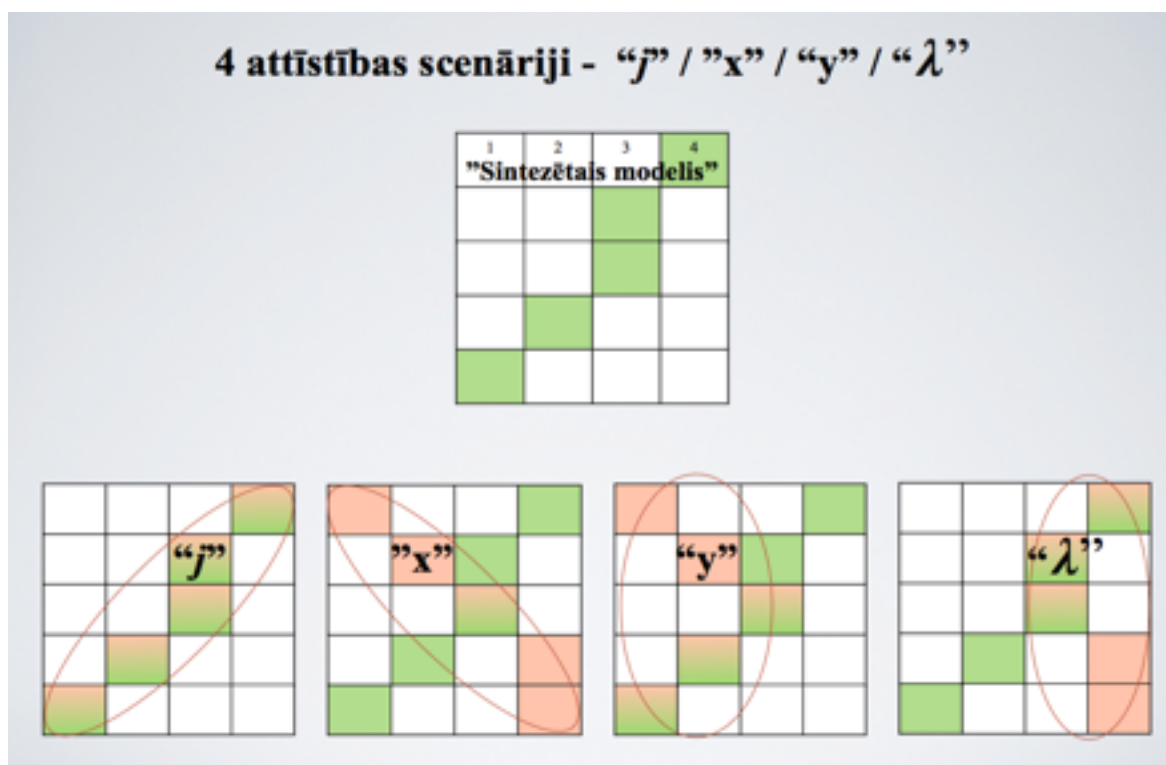 4 attīstības scenāriji - “j” / ”x” / “y” / “λ”
1 2 3 4
”Sintezētais modelis”
“j” ”x” “y” “λ”